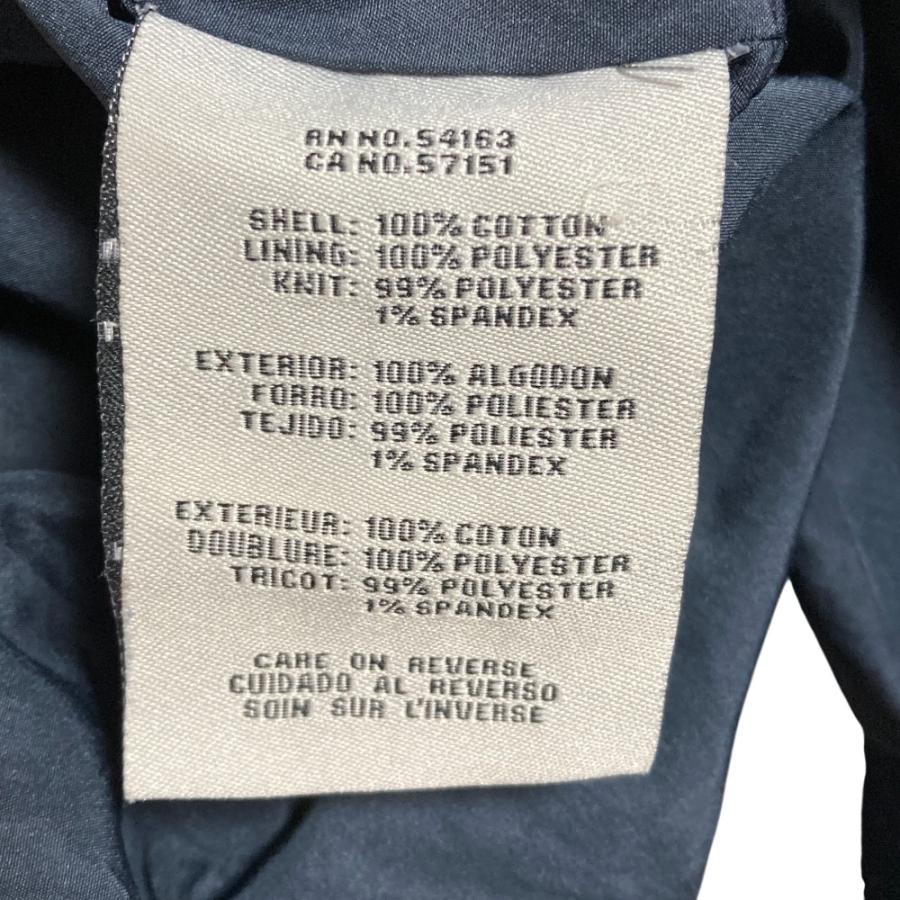 RN NO. 54163
CA NO. 57151
SHELL: 100% COTTON
LINING: 100% POLYESTER
KNIT: 99% POLYESTER
1% SPANDEX
EXTERIOR: 100% ALGODON
FORRO: 100% POLIESTER
TEJIDO: 99% POLIESTER
1% SPANDEX
EXTERIEUR: 100% COTON
DOUBLURE: 100% POLYESTER
TRICOT: 99% POLYESTER
1% SPANDEX
CARE ON REVERSE
CUIDADO AL REVERSO
SOIN SUR L'INVERSE